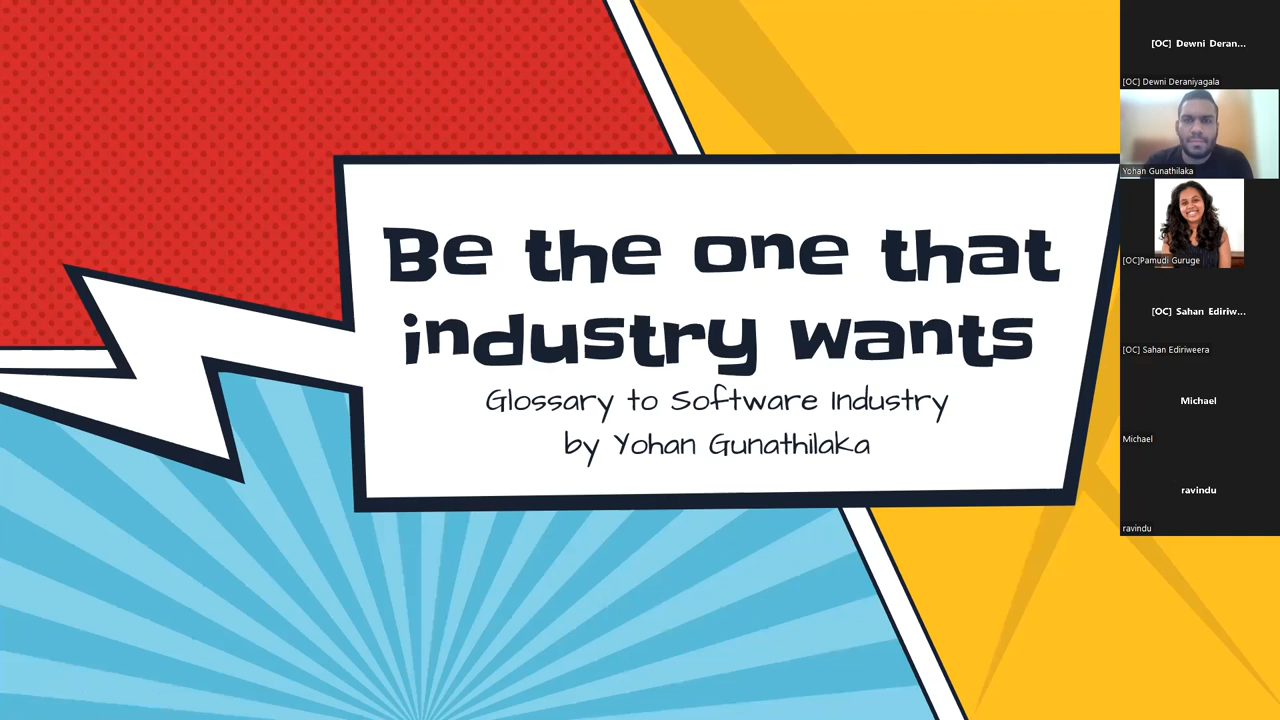 Be the one that
industry wants
Glossary to Software Industry
by Yohan Gunathilaka
[OC] Dewni Deran...
[OC] Dewni Deraniyagala
Yohan Gunathilaka
[OC]Pamudi Guruge
[OC] Sahan Ediriw...
[OC] Sahan Ediriweera
Michael
Michael
ravindu
ravindu